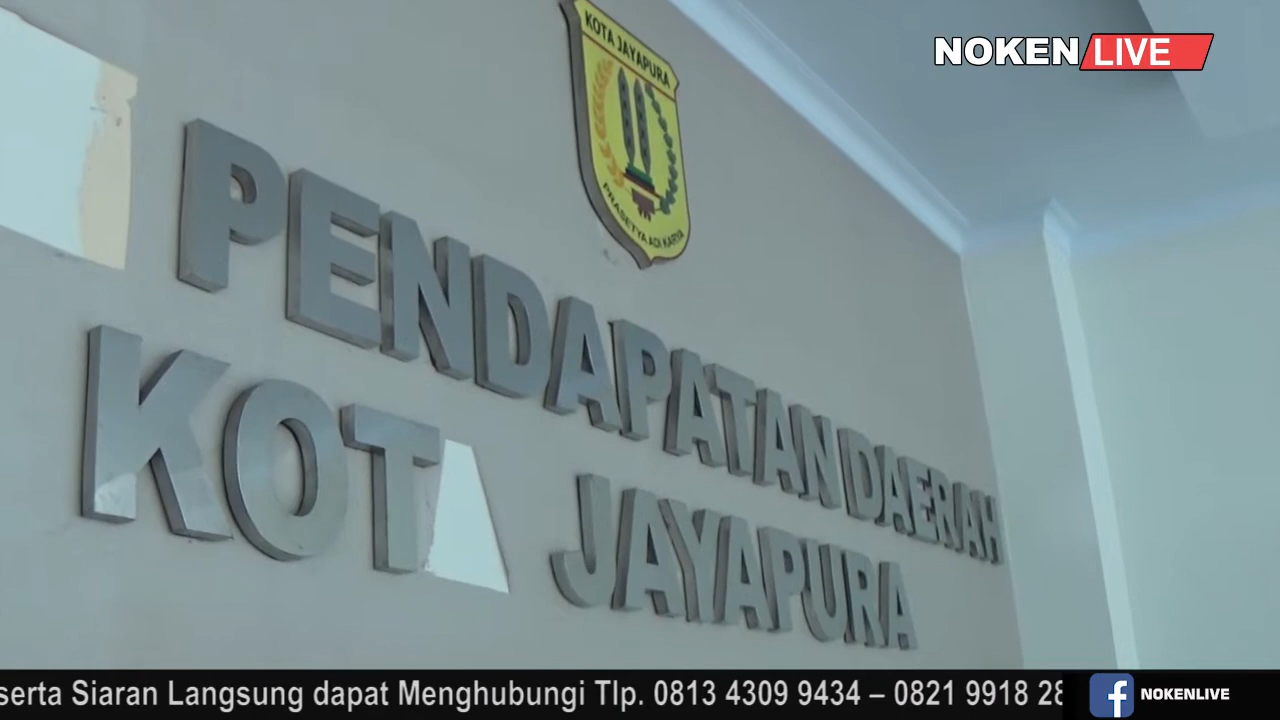 NOKEN LIVE
KOTA JAYAPURA
PRASETYA ADI KARYA
PENDAPATAN DAERAH
KOT JAYAPURA
serta Siaran Langsung dapat Menghubungi Tlp. 0813 4309 9434 – 0821 9918 28
f NOKENLIVE